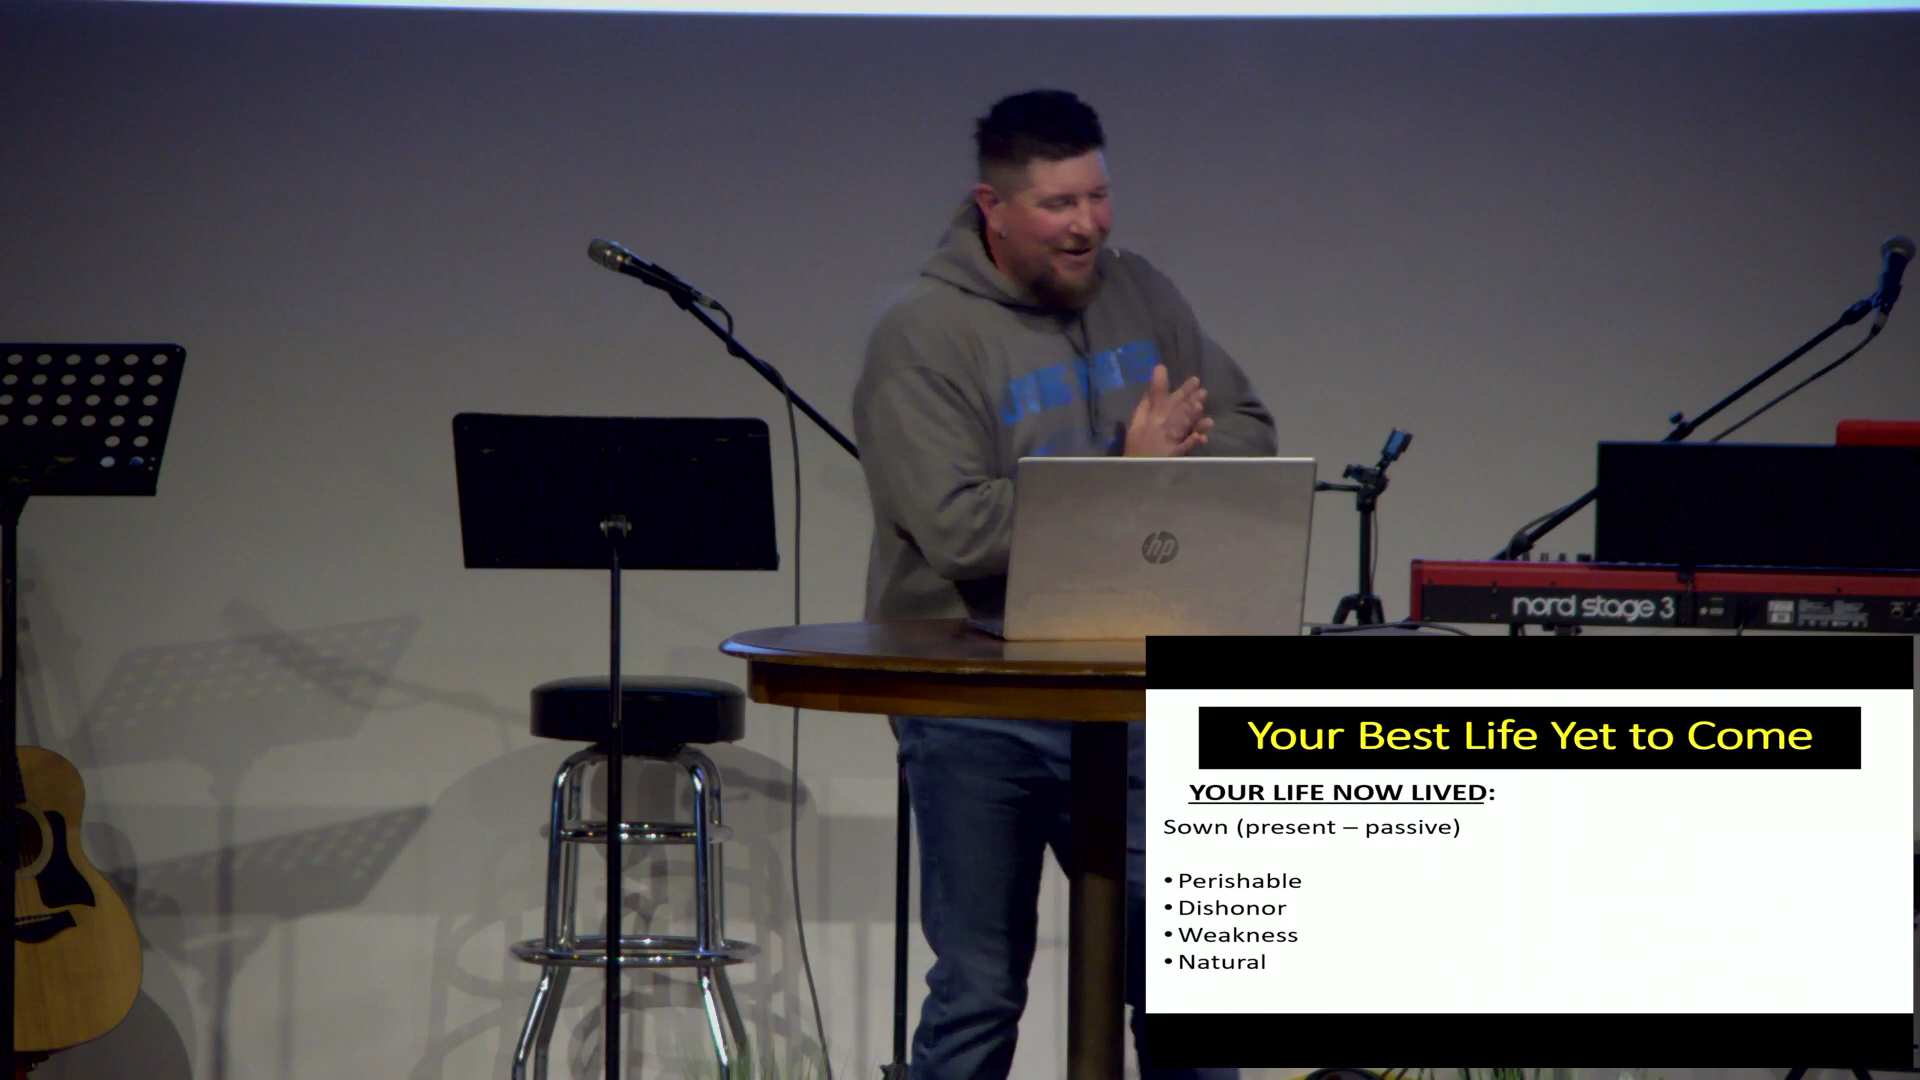 hp
nord stage 3
Your Best Life Yet to Come
YOUR LIFE NOW LIVED:
Sown (present – passive)
• Perishable
• Dishonor
• Weakness
• Natural